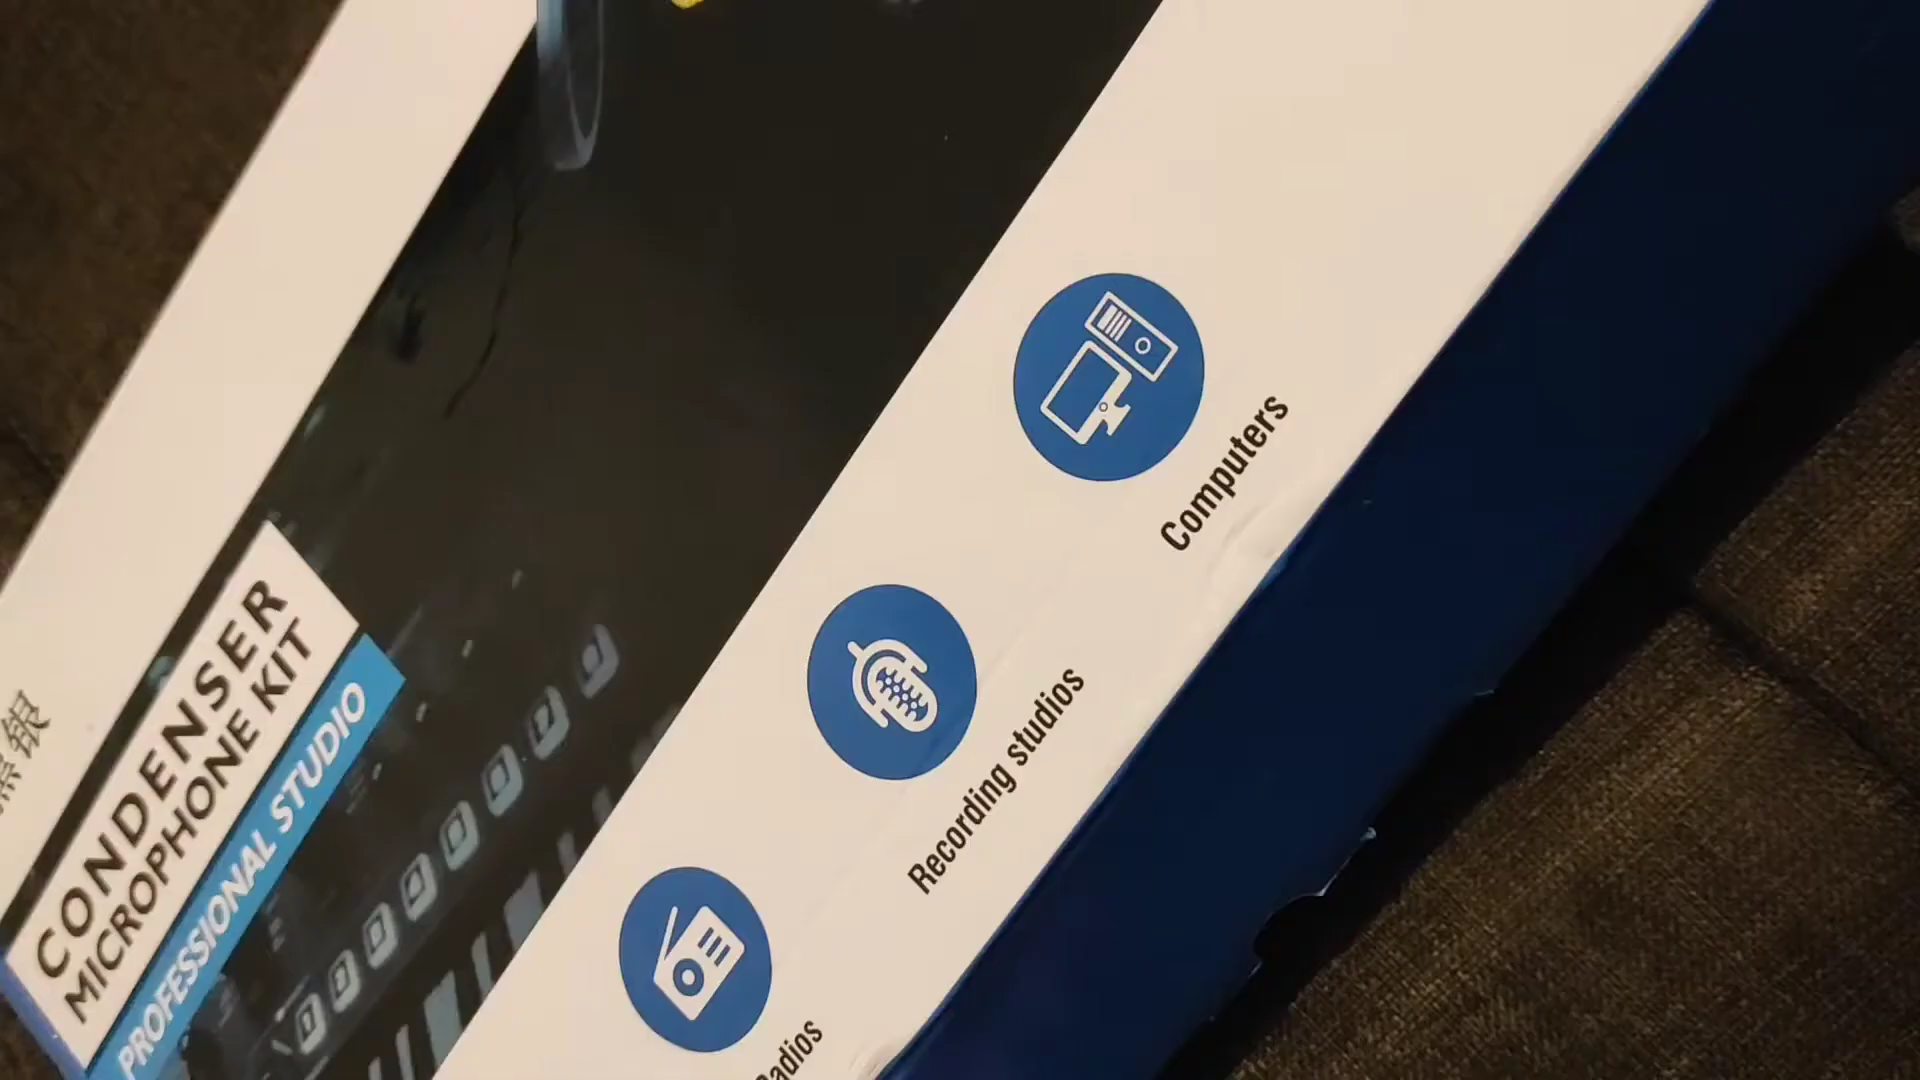 CONDENSER
MICROPHONE KIT
PROFESSIONAL STUDIO
Computers
Recording studios